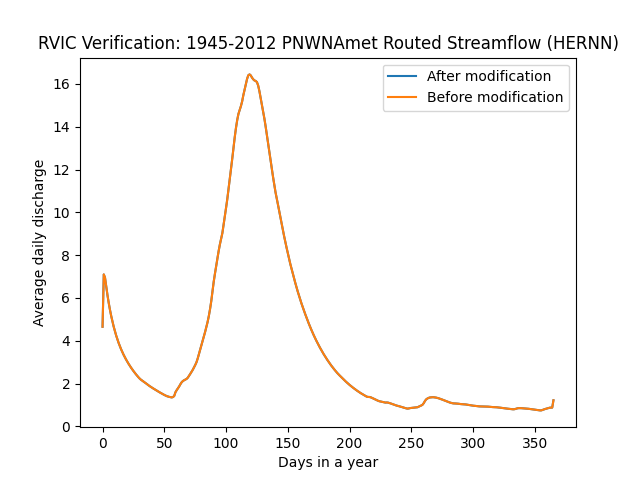 RVIC Verification: 1945-2012 PNWNAmet Routed Streamflow (HERNN)
After modification
Before modification
Average daily discharge
16
14
12
10
8
6
4
2
0
0 50 100 150 200 250 300 350
Days in a year